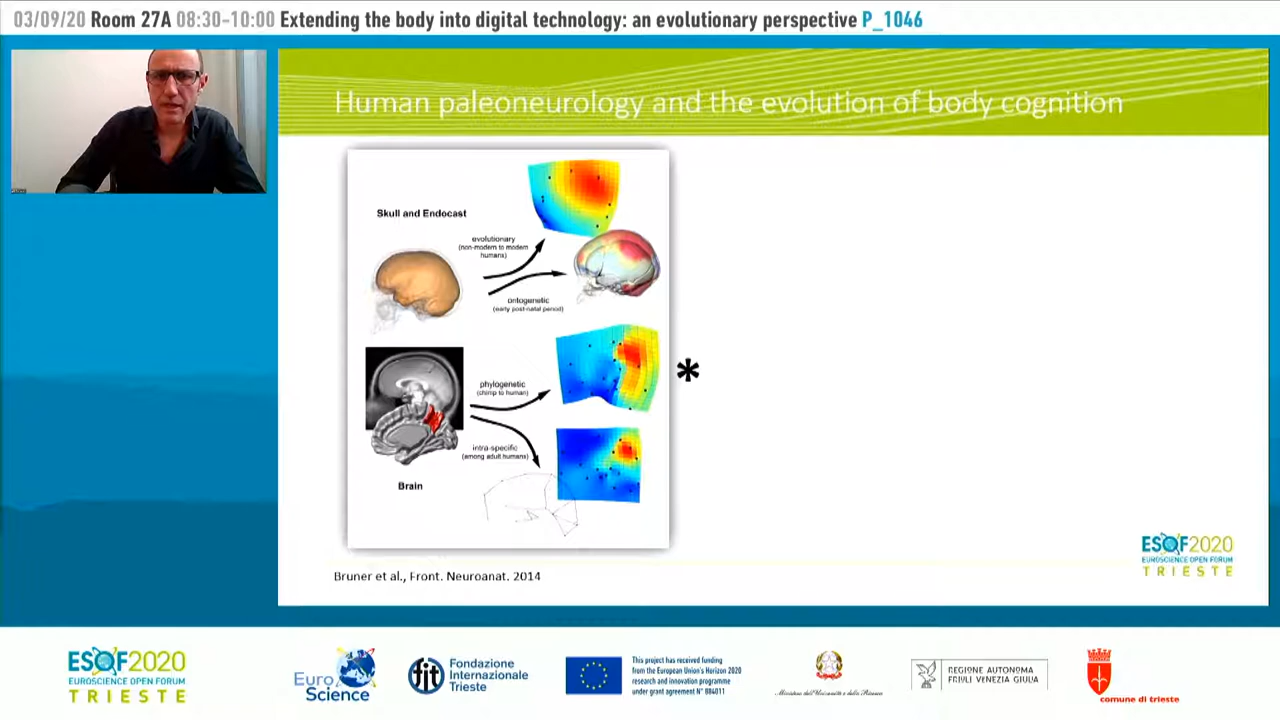 03/09/20 Room 27A 08:30-10:00 Extending the body into digital technology: an evolutionary perspective P_1046
Human paleoneurology and the evolution of body cognition
Skull and Endocast
evolutionary
(non-modern to modern
humans)
ontogenetic
(early post-natal period)
phylogenetic
(chimp to human)
*
intra-specific
(among adult humans)
Brain
Bruner et al., Front. Neuroanat. 2014
ESOF2020
EUROSCIENCE OPEN FORUM
TRIESTE
ESOF2020
EUROSCIENCE OPEN FORUM
TRIESTE
Euro
Science
fit
Fondazione
Internazionale
Trieste
This project has received funding
from the European Union's Horizon 2020
research and innovation programme
under grant agreement N° 884011
Ministero dell'Università e della Ricerca
REGIONE AUTONOMA
FRIULI VENEZIA GIULIA
comune di trieste